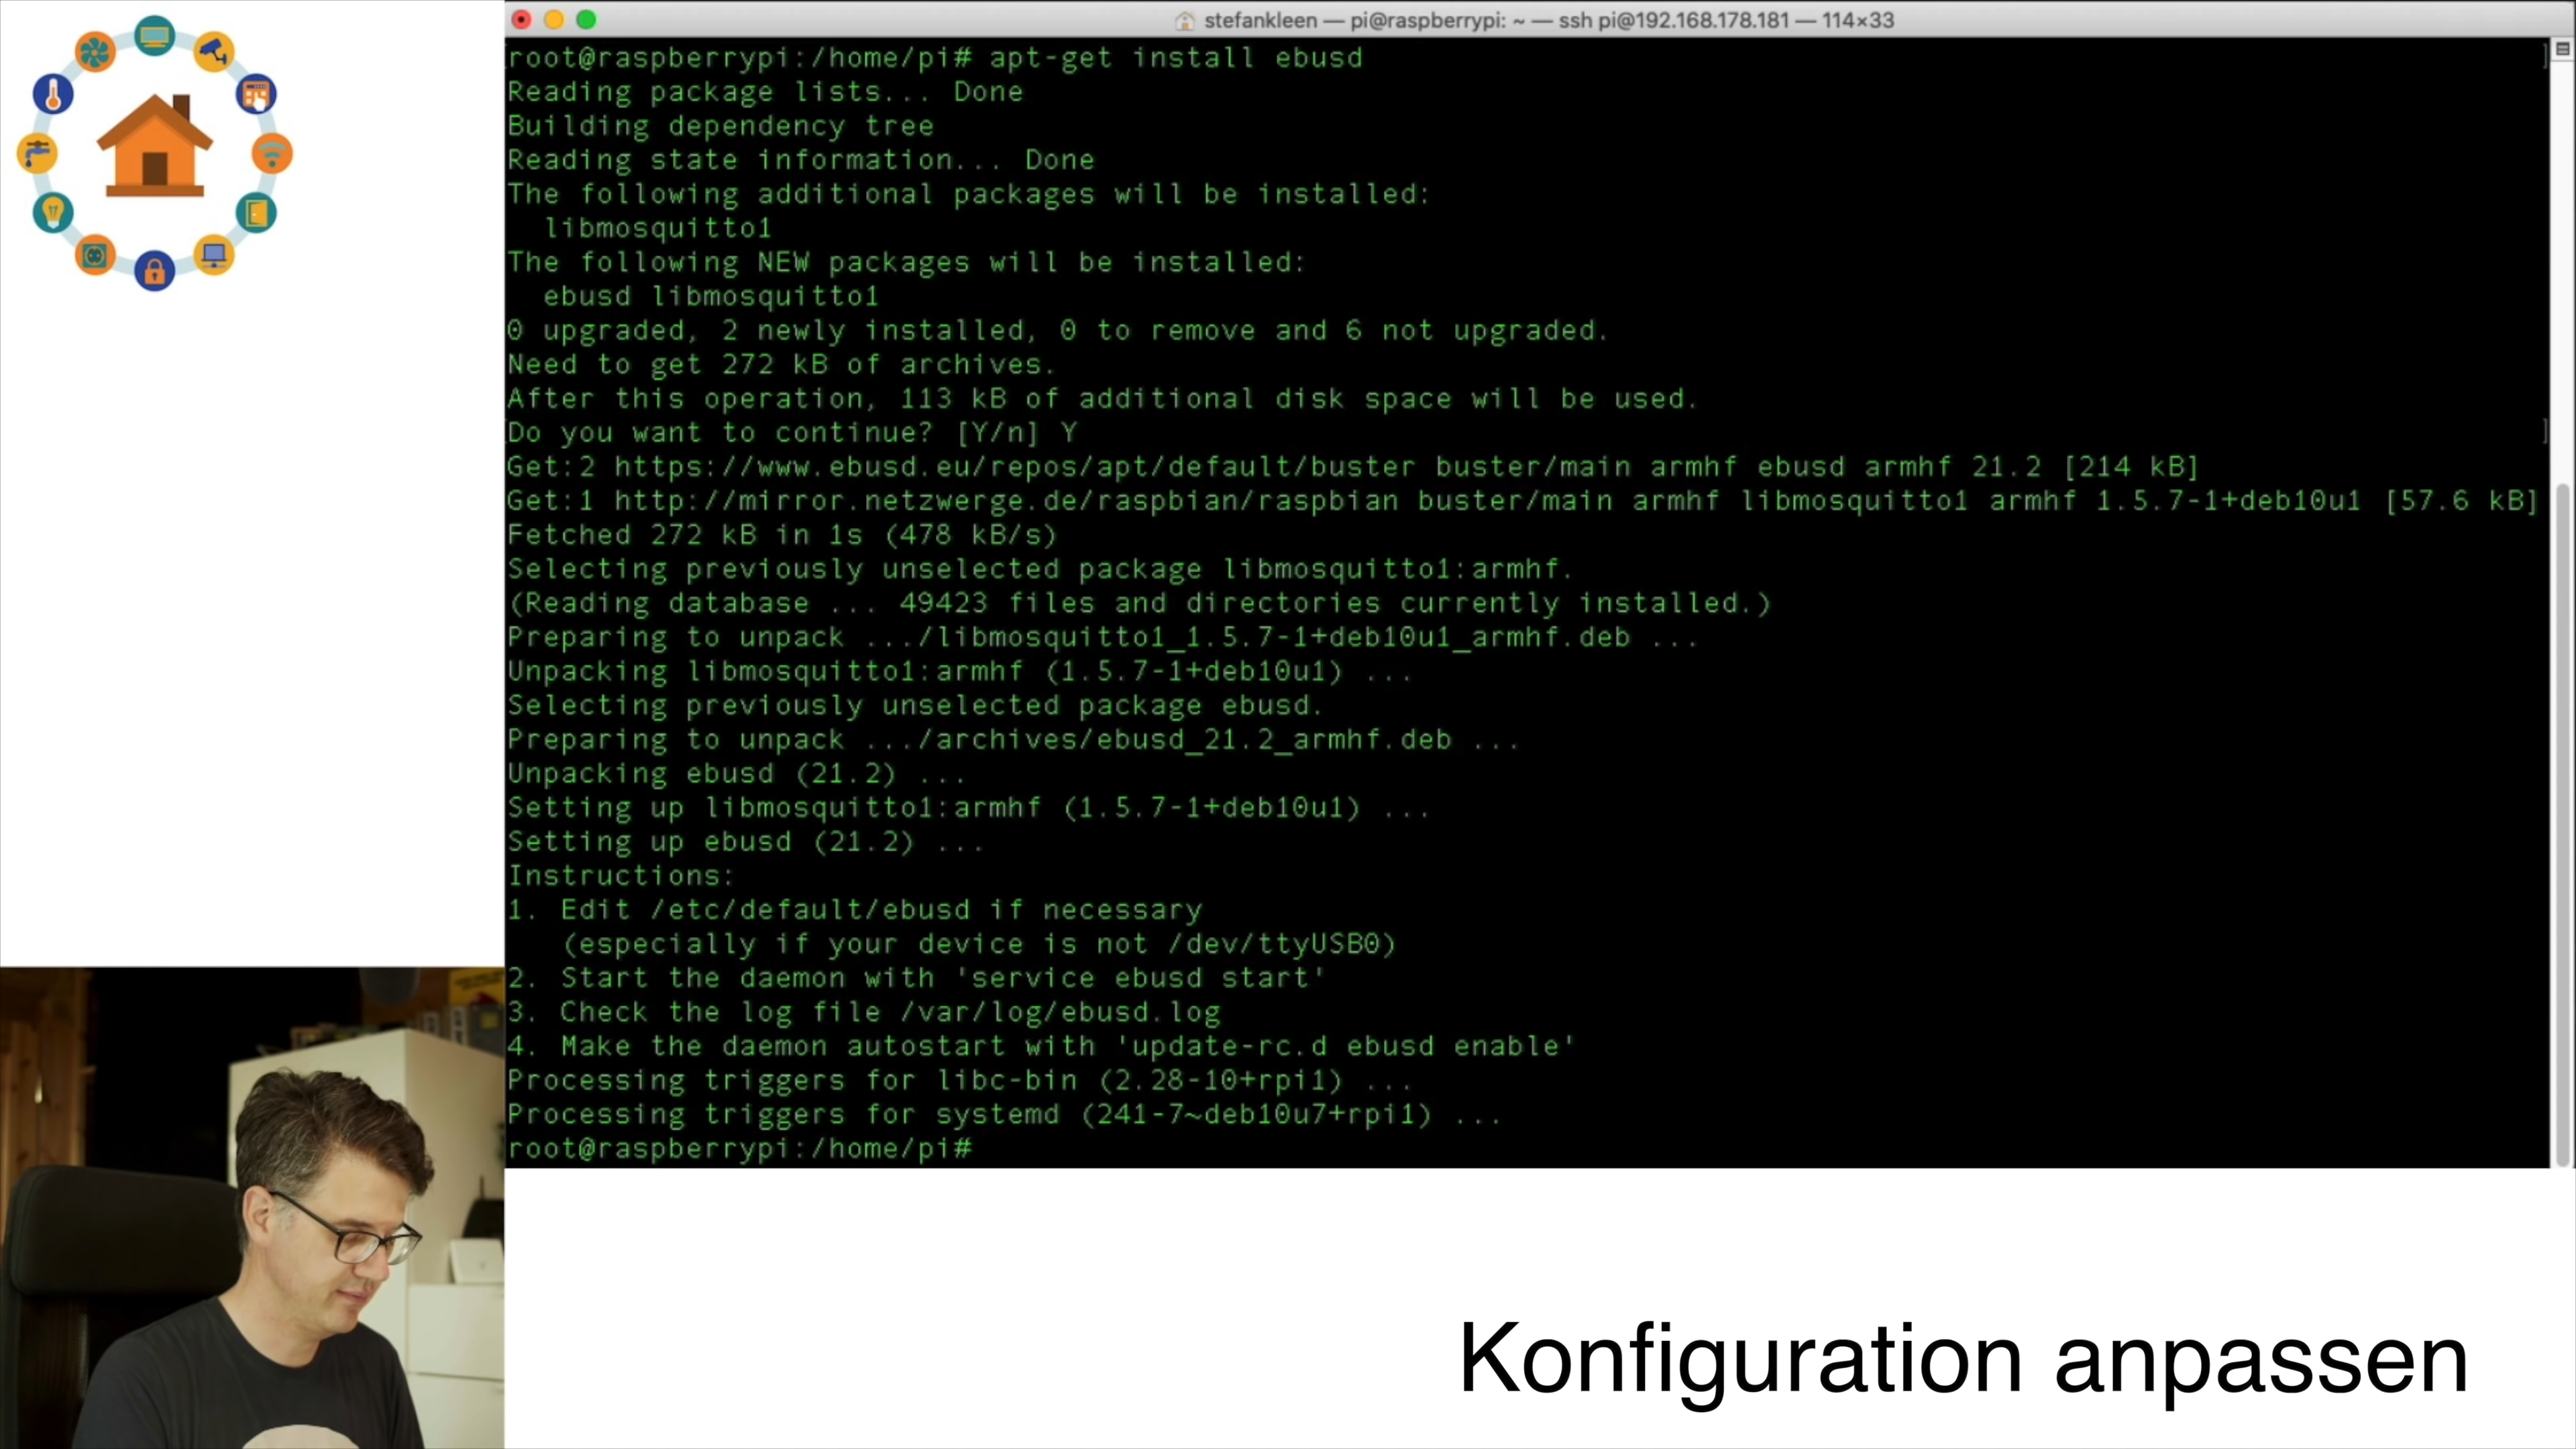 stefankleen — pi@raspberrypi: ~ — ssh pi@192.168.178.181 — 114×33
root@raspberrypi:/home/pi# apt-get install ebusd
Reading package lists... Done
Building dependency tree
Reading state information... Done
The following additional packages will be installed:
  libmosquitto1
The following NEW packages will be installed:
  ebusd libmosquitto1
0 upgraded, 2 newly installed, 0 to remove and 6 not upgraded.
Need to get 272 kB of archives.
After this operation, 113 kB of additional disk space will be used.
Do you want to continue? [Y/n] Y
Get:2 https://www.ebusd.eu/repos/apt/default/buster buster/main armhf ebusd armhf 21.2 [214 kB]
Get:1 http://mirror.netzwerge.de/raspbian/raspbian buster/main armhf libmosquitto1 armhf 1.5.7-1+deb10u1 [57.6 kB]
Fetched 272 kB in 1s (478 kB/s)
Selecting previously unselected package libmosquitto1:armhf.
(Reading database ... 49423 files and directories currently installed.)
Preparing to unpack .../libmosquitto1_1.5.7-1+deb10u1_armhf.deb ...
Unpacking libmosquitto1:armhf (1.5.7-1+deb10u1) ...
Selecting previously unselected package ebusd.
Preparing to unpack .../archives/ebusd_21.2_armhf.deb ...
Unpacking ebusd (21.2) ...
Setting up libmosquitto1:armhf (1.5.7-1+deb10u1) ...
Setting up ebusd (21.2) ...
Instructions:
1. Edit /etc/default/ebusd if necessary
   (especially if your device is not /dev/ttyUSB0)
2. Start the daemon with 'service ebusd start'
3. Check the log file /var/log/ebusd.log
4. Make the daemon autostart with 'update-rc.d ebusd enable'
Processing triggers for libc-bin (2.28-10+rpi1) ...
Processing triggers for systemd (241-7~deb10u7+rpi1) ...
root@raspberrypi:/home/pi#
Konfiguration anpassen